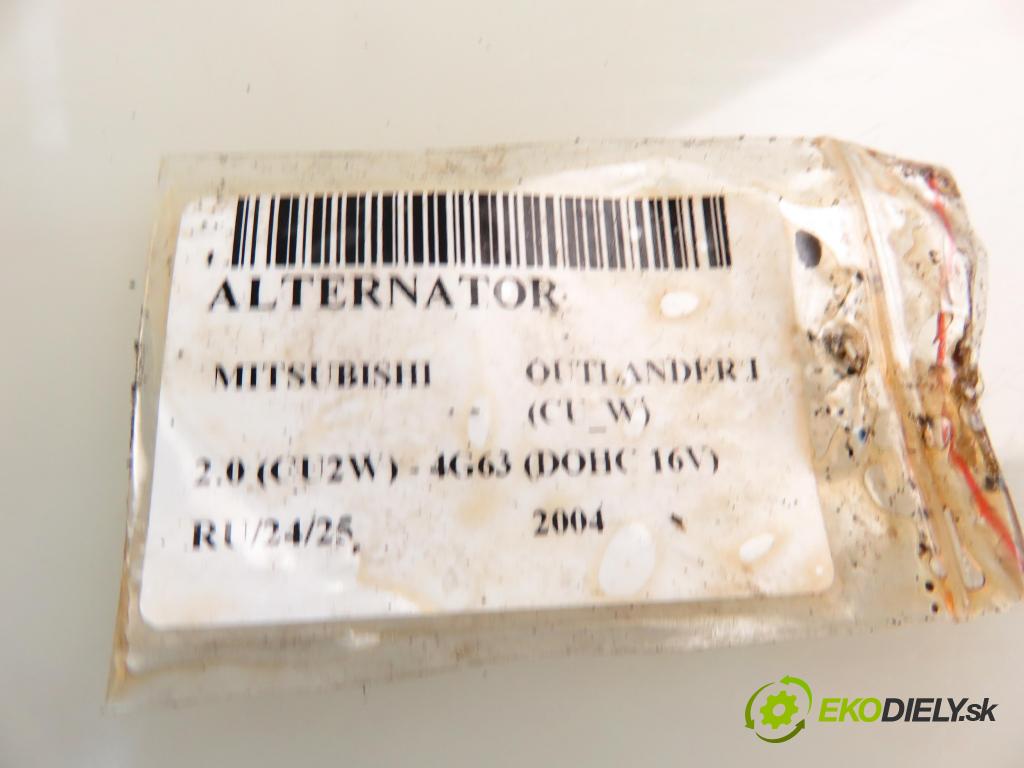 ALTERNATOR
MITSUBISHI OUTLANDER I
(CU_W)
2.0 (CU2W) - 4G63 (DOHC 16V)
RU/24/25 2004
EKODIELY.sk